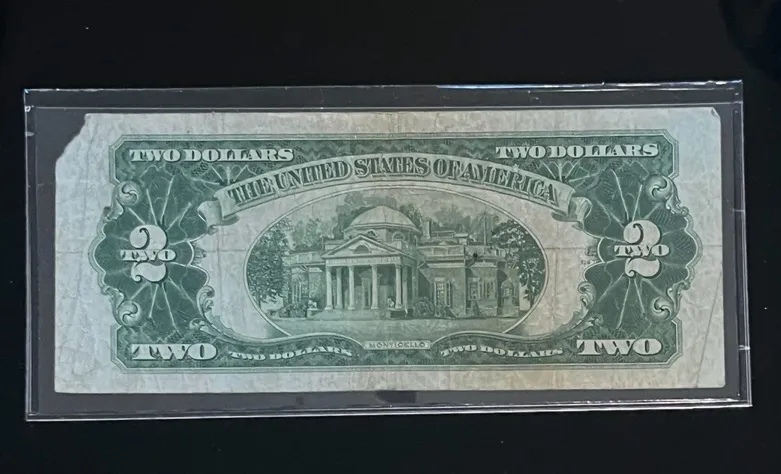 TWO DOLLARS TWO DOLLARS
THE UNITED STATES OF AMERICA
2 2
TWO TWO
MONTICELLO
TWO TWO DOLLARS TWO DOLLARS TWO